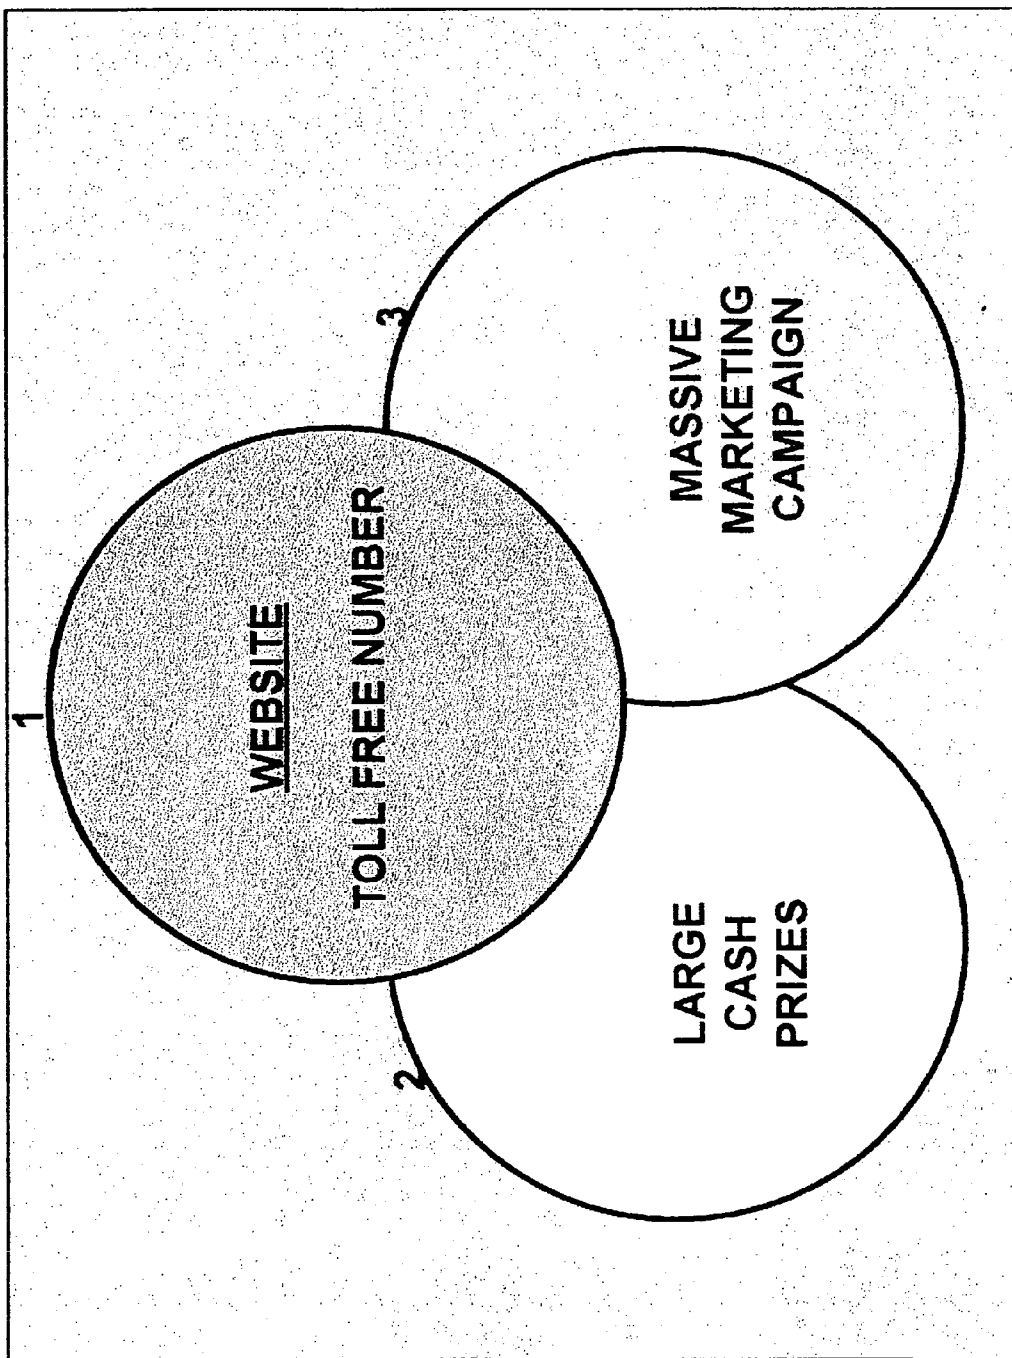 1
WEBSITE
TOLL FREE NUMBER
2
LARGE
CASH
PRIZES
3
MASSIVE
MARKETING
CAMPAIGN